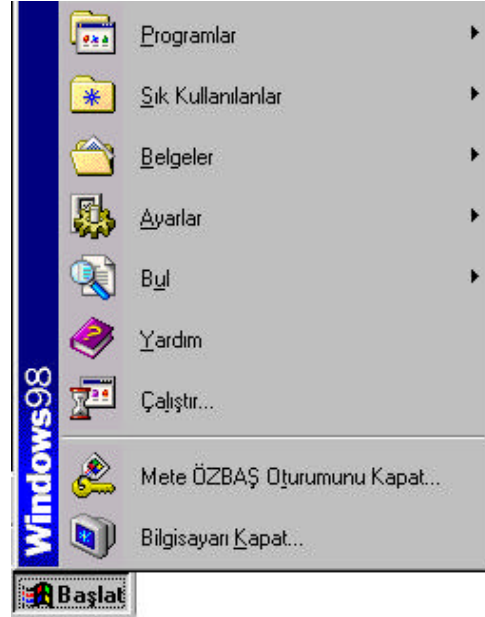 Programlar
Sık Kullanılanlar
Belgeler
Ayarlar
Bul
Yardım
Çalıştır...
Mete ÖZBAŞ Oturumunu Kapat...
Bilgisayarı Kapat...
Windows98
Başlat